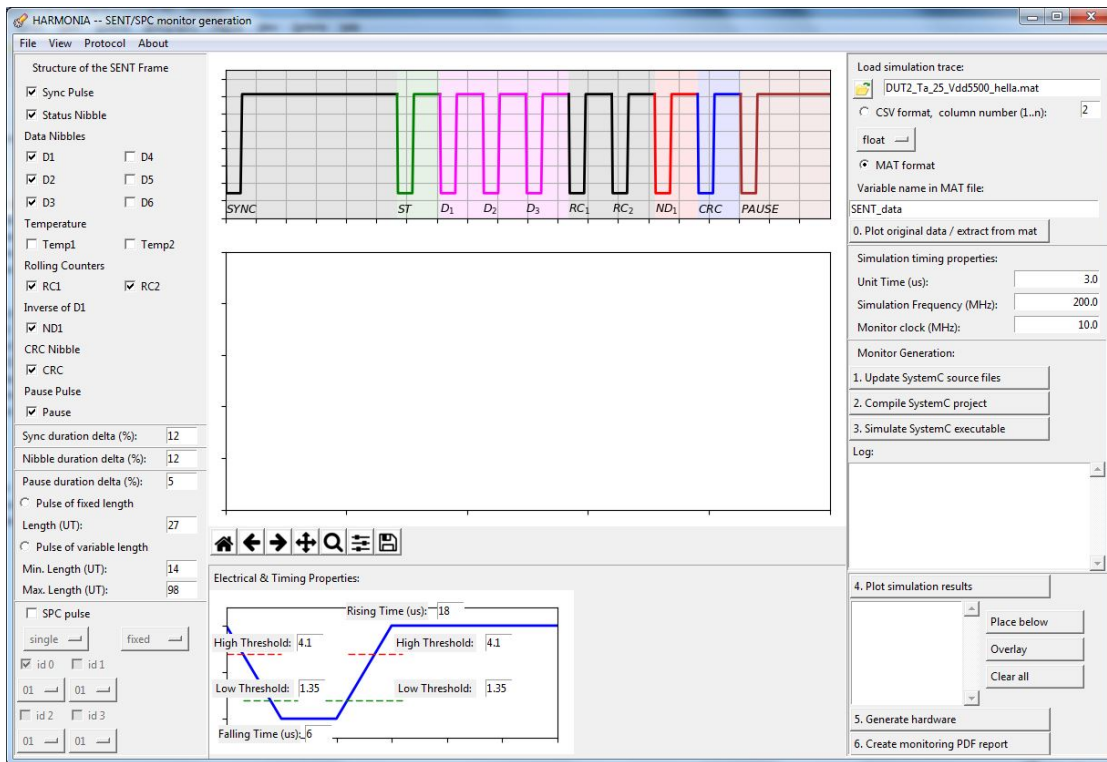 HARMONIA -- SENT/SPC monitor generation
File View Protocol About
Structure of the SENT Frame
Sync Pulse
Status Nibble
Data Nibbles
D1 D4
D2 D5
D3 D6
Temperature
Temp1 Temp2
Rolling Counters
RC1 RC2
Inverse of D1
ND1
CRC Nibble
CRC
Pause Pulse
Pause
Sync duration delta (%): 12
Nibble duration delta (%): 12
Pause duration delta (%): 5
Pulse of fixed length
Length (UT): 27
Pulse of variable length
Min. Length (UT): 14
Max. Length (UT): 98
SPC pulse
single fixed
id 0 id 1
01 01
id 2 id 3
01 01
SYNC ST D1 D2 D3 RC1 RC2 ND1 CRC PAUSE
Electrical & Timing Properties:
Rising Time (us): 18
High Threshold: 4.1 High Threshold: 4.1
Low Threshold: 1.35 Low Threshold: 1.35
Falling Time (us): 6
Load simulation trace:
DUT2_Ta_25_Vdd5500_hella.mat
CSV format, column number (1..n): 2
float
MAT format
Variable name in MAT file:
SENT_data
0. Plot original data / extract from mat
Simulation timing properties:
Unit Time (us): 3.0
Simulation Frequency (MHz): 200.0
Monitor clock (MHz): 10.0
Monitor Generation:
1. Update SystemC source files
2. Compile SystemC project
3. Simulate SystemC executable
Log:
4. Plot simulation results
Place below
Overlay
Clear all
5. Generate hardware
6. Create monitoring PDF report